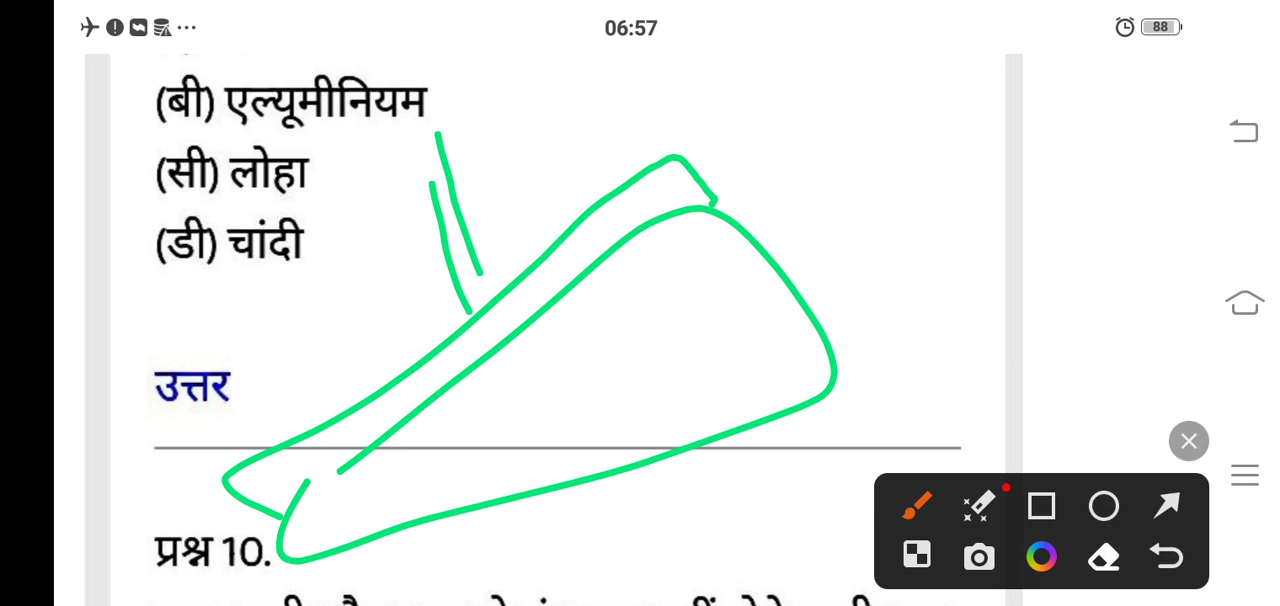 06:57
88
(बी) एल्यूमीनियम
(सी) लोहा
(डी) चांदी
उत्तर
प्रश्न 10.